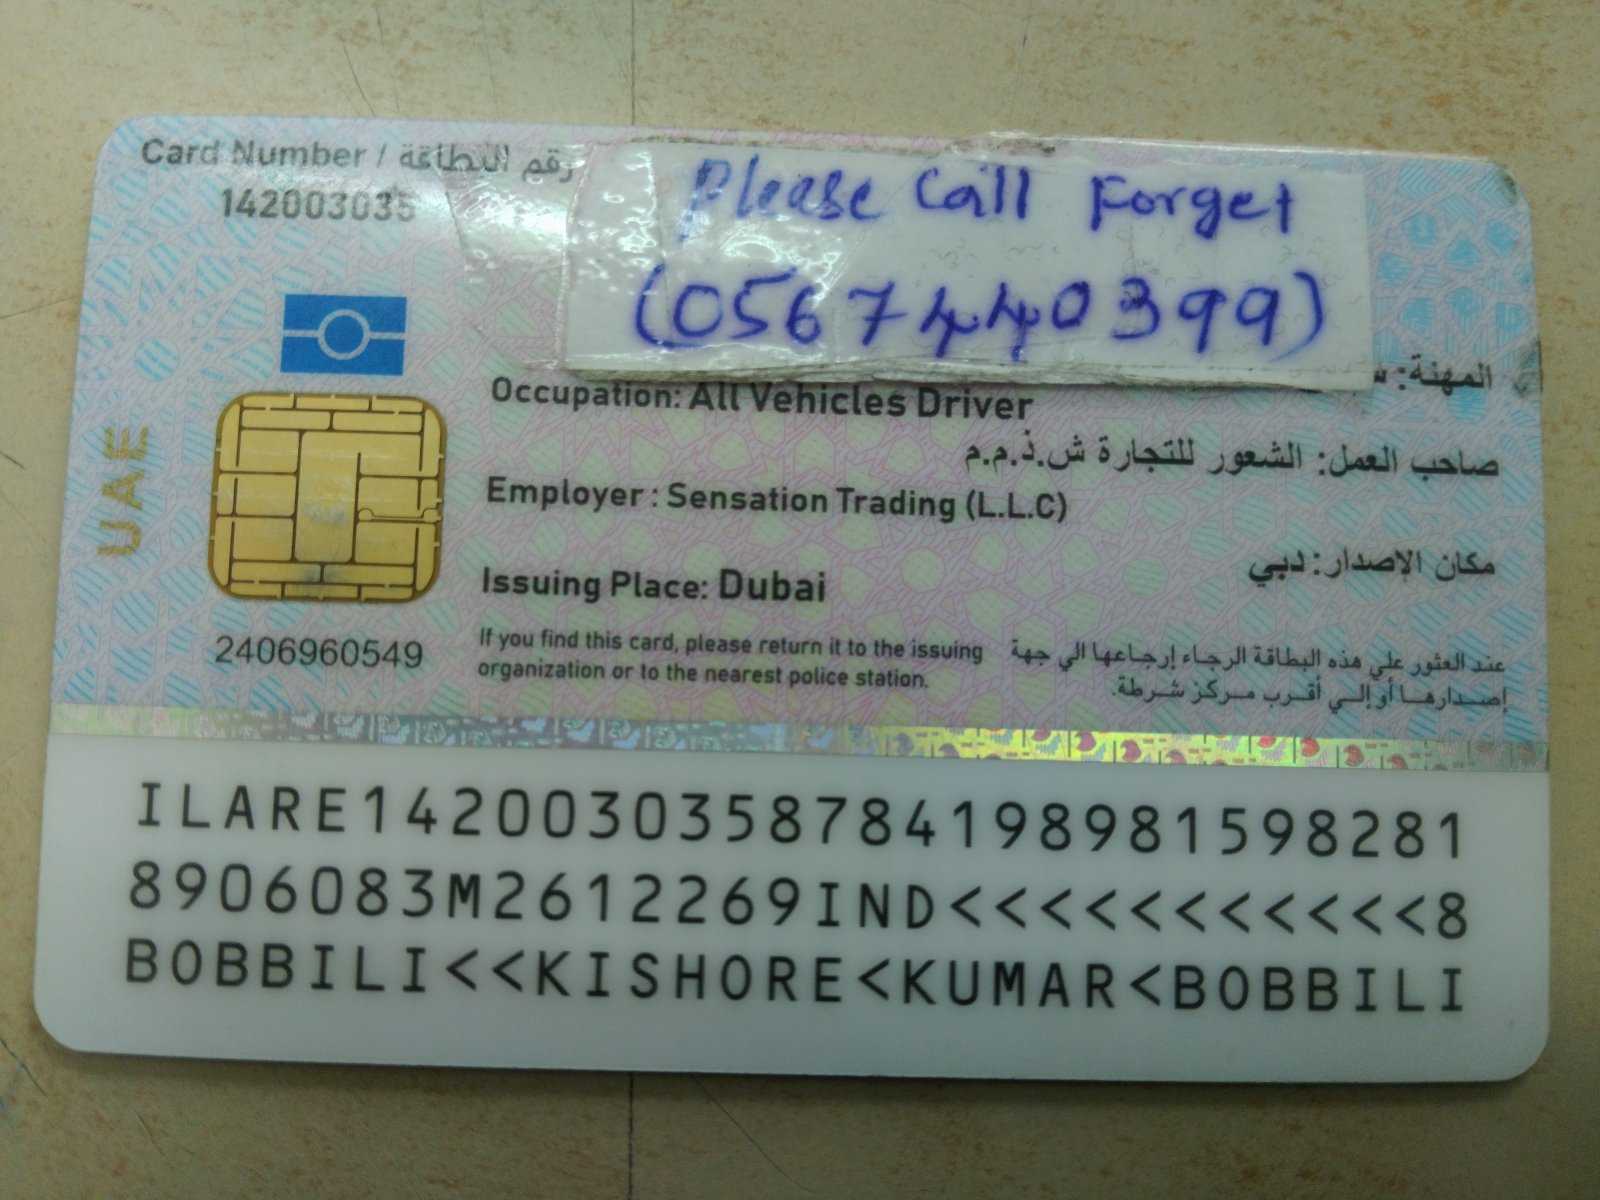 Card Number / رقم البطاقة
142003035
Please Call Forget
(0567440399)
المهنة:
Occupation: All Vehicles Driver
صاحب العمل: الشعور للتجارة ش.ذ.م.م
Employer : Sensation Trading (L.L.C)
مكان الإصدار: دبي
Issuing Place: Dubai
UAE
2406960549
If you find this card, please return it to the issuing
organization or to the nearest police station.
عند العثور علي هذه البطاقة الرجاء إرجاعها الي جهة
إصدارها أو إلي أقرب مركز شرطة.
ILARE1420030358784198981598281
8906083M2612269IND<<<<<<<<<<<8
BOBBILI<<KISHORE<KUMAR<BOBBILI